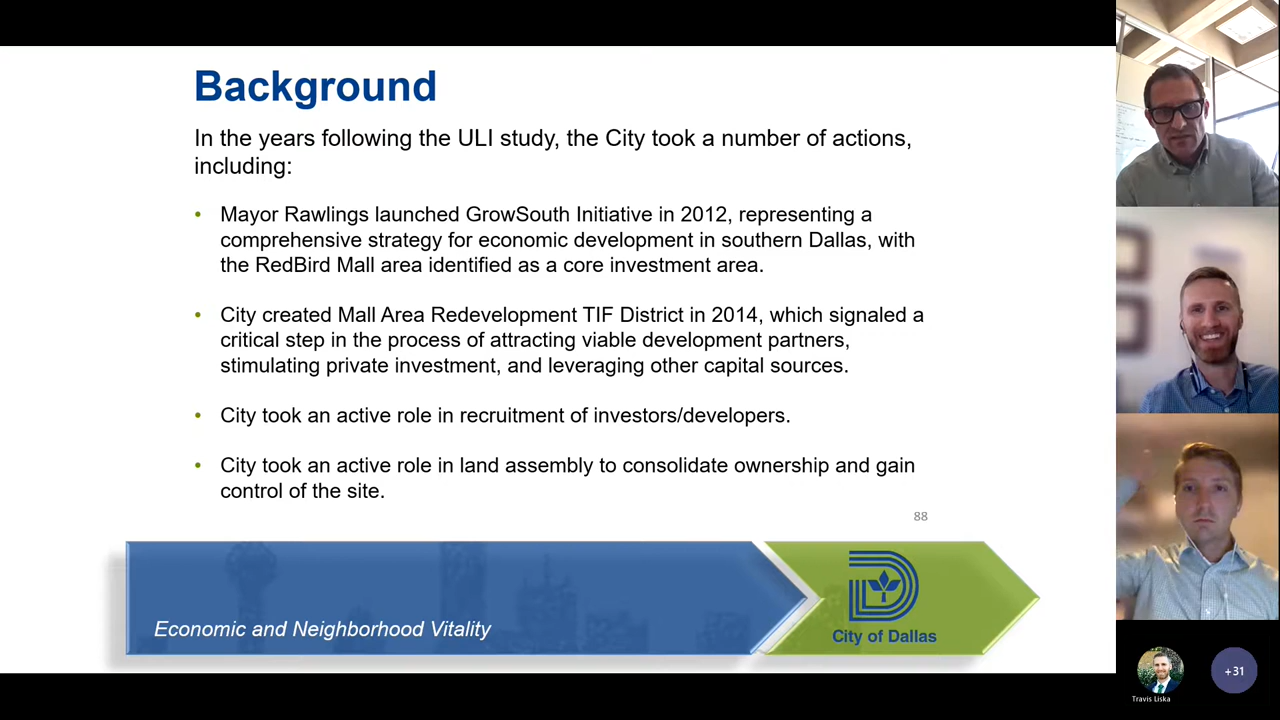 Background
In the years following the ULI study, the City took a number of actions,
including:
• Mayor Rawlings launched GrowSouth Initiative in 2012, representing a
comprehensive strategy for economic development in southern Dallas, with
the RedBird Mall area identified as a core investment area.
• City created Mall Area Redevelopment TIF District in 2014, which signaled a
critical step in the process of attracting viable development partners,
stimulating private investment, and leveraging other capital sources.
• City took an active role in recruitment of investors/developers.
• City took an active role in land assembly to consolidate ownership and gain
control of the site.
88
Economic and Neighborhood Vitality
City of Dallas
Travis Liska
+31